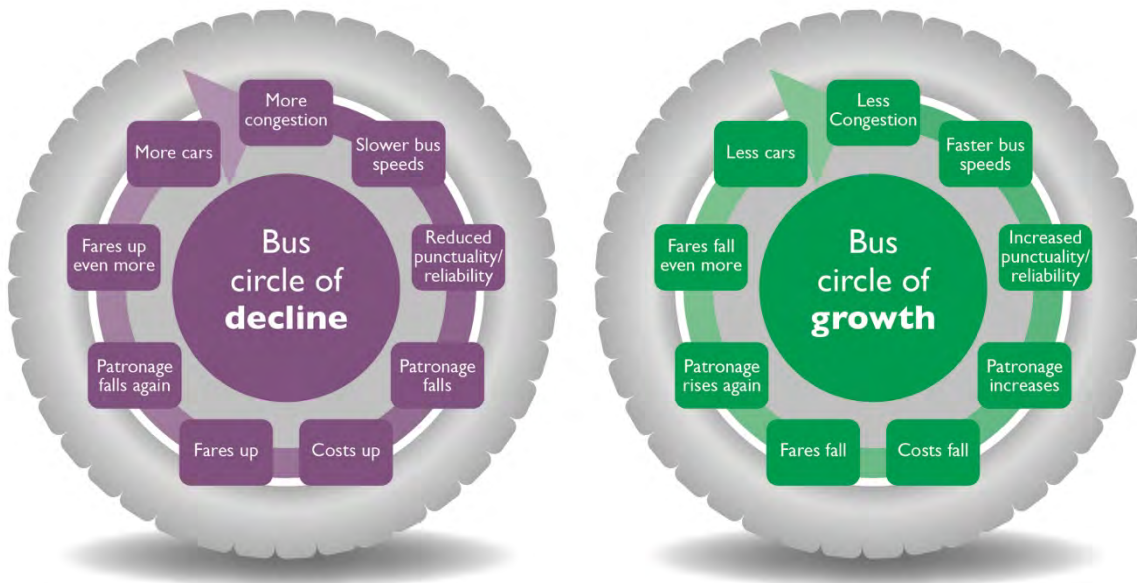 Bus
circle of
decline
More
congestion
Slower bus
speeds
Reduced
punctuality/
reliability
Patronage
falls
Costs up
Fares up
Patronage
falls again
Fares up
even more
More cars
Bus
circle of
growth
Less
Congestion
Faster bus
speeds
Increased
punctuality/
reliability
Patronage
increases
Costs fall
Fares fall
Patronage
rises again
Fares fall
even more
Less cars